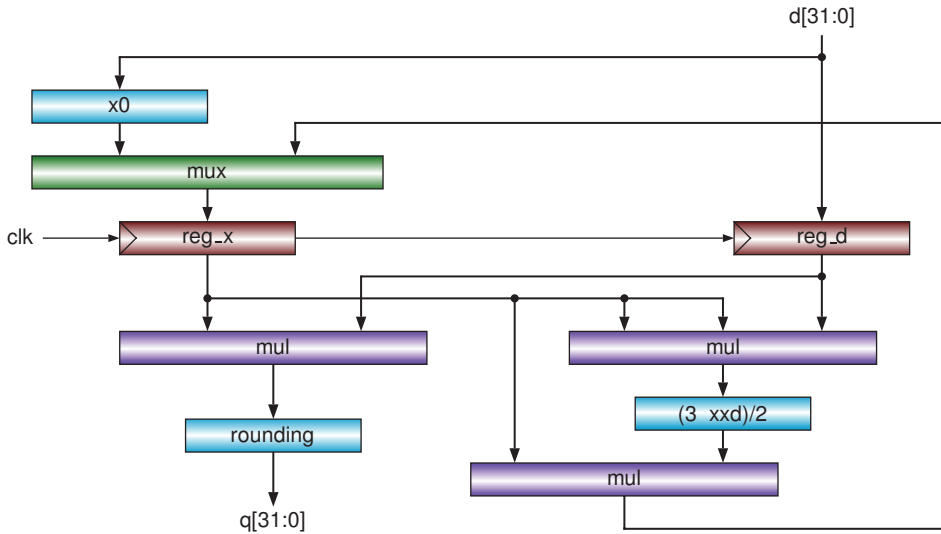 d[31:0]
x0
mux
clk
reg_x
reg_d
mul
mul
(3 xxd)/2
rounding
mul
q[31:0]